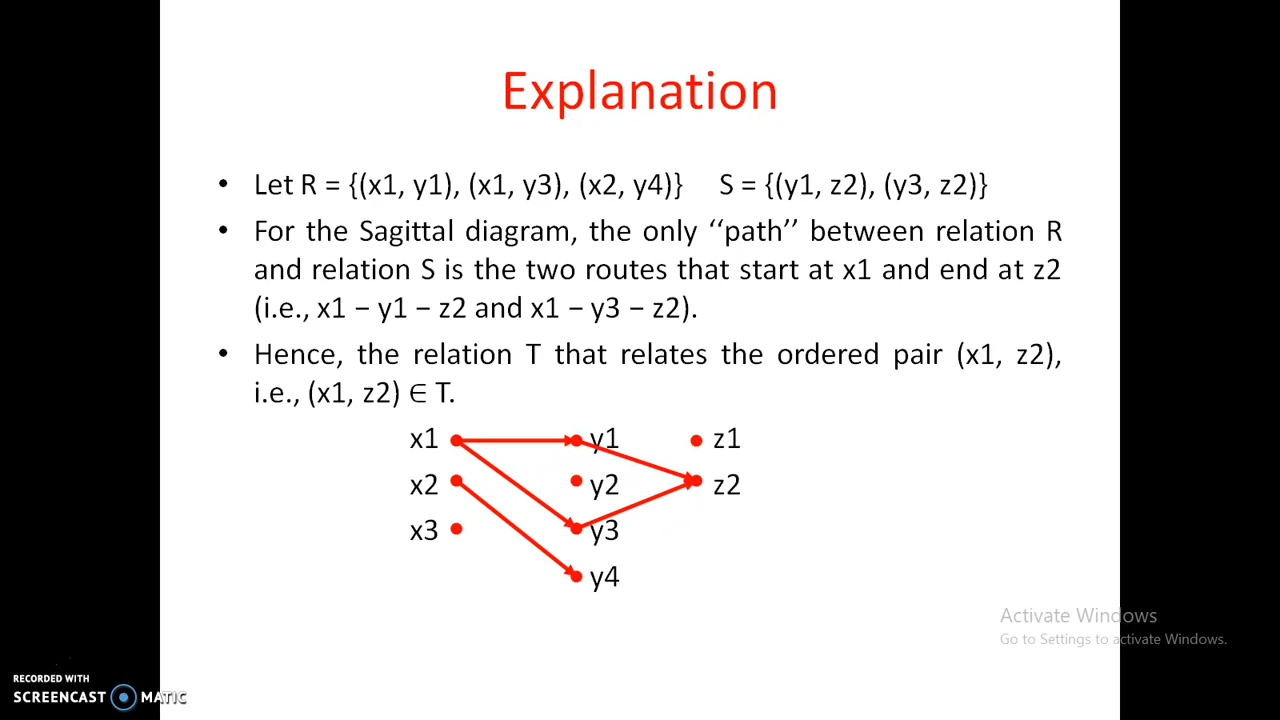 Explanation
• Let R = {(x1, y1), (x1, y3), (x2, y4)} S = {(y1, z2), (y3, z2)}
• For the Sagittal diagram, the only ‘‘path’’ between relation R
and relation S is the two routes that start at x1 and end at z2
(i.e., x1 − y1 − z2 and x1 − y3 − z2).
• Hence, the relation T that relates the ordered pair (x1, z2),
i.e., (x1, z2) ∈ T.
x1 y1 z1
x2 y2 z2
x3 y3
y4
Activate Windows
Go to Settings to activate Windows.
RECORDED WITH
SCREENCAST MATIC